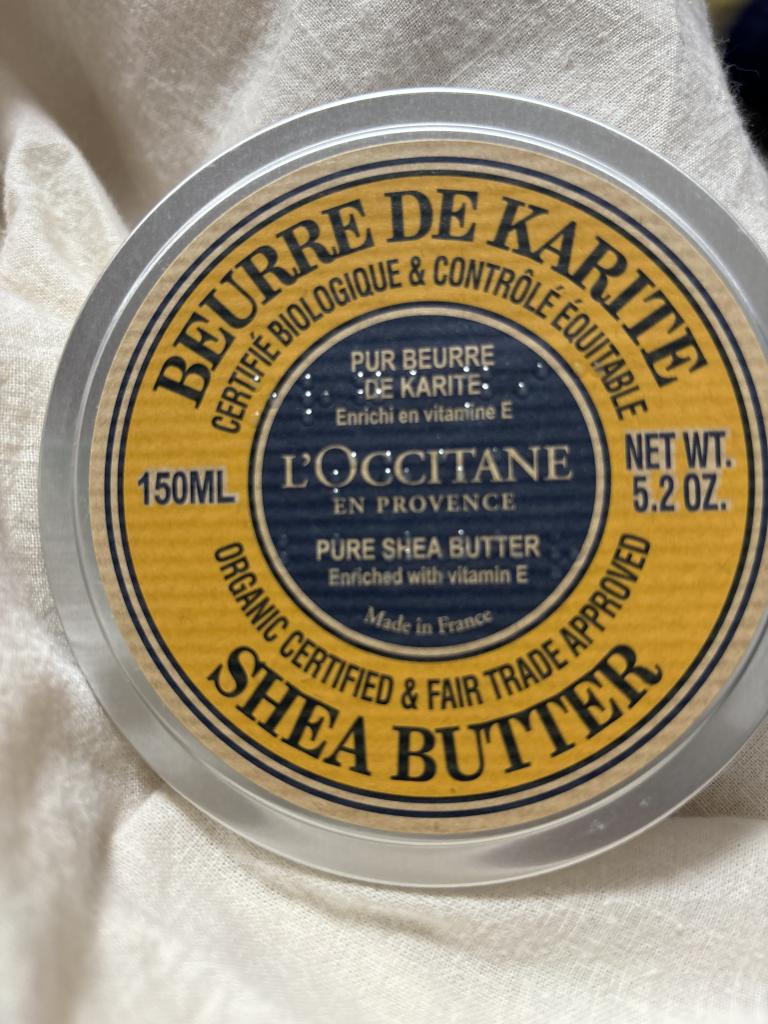 BEURRE DE KARITE
CERTIFIÉ BIOLOGIQUE & CONTRÔLÉ ÉQUITABLE
PUR BEURRE
DE KARITE
Enrichi en vitamine E
L'OCCITANE
EN PROVENCE
150ML
NET WT.
5.2 OZ.
PURE SHEA BUTTER
Enriched with vitamin E
Made in France
ORGANIC CERTIFIED & FAIR TRADE APPROVED
SHEA BUTTER